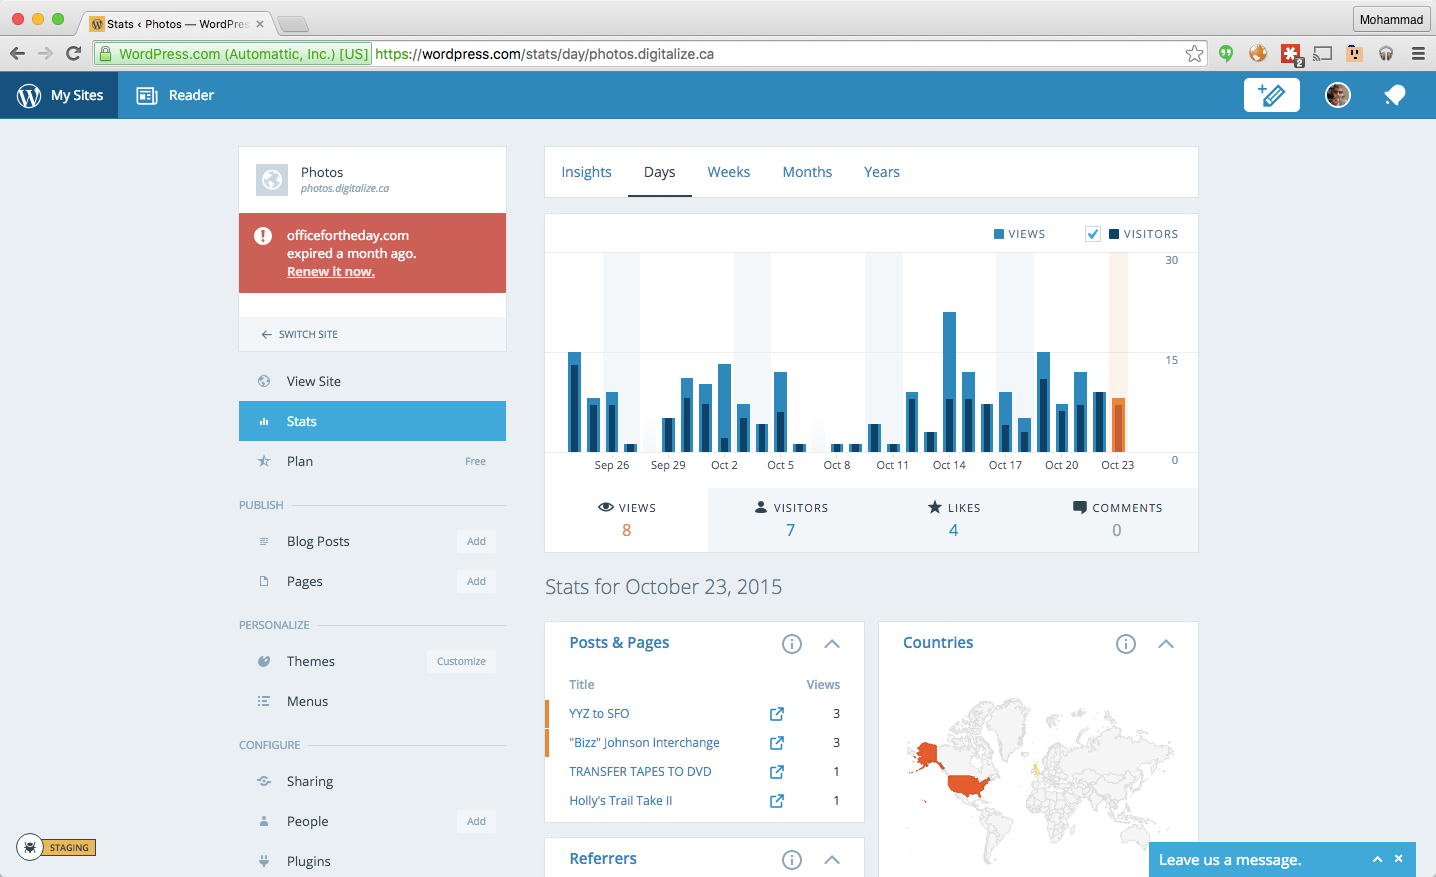 Stats ‹ Photos — WordPres
Mohammad
WordPress.com (Automattic, Inc.) [US]
https://wordpress.com/stats/day/photos.digitalize.ca
2
My Sites
Reader
Photos
photos.digitalize.ca
officefortheday.com
expired a month ago.
Renew it now.
SWITCH SITE
View Site
Stats
Plan
Free
PUBLISH
Blog Posts
Add
Pages
Add
PERSONALIZE
Themes
Customize
Menus
CONFIGURE
Sharing
People
Add
Plugins
STAGING
Insights
Days
Weeks
Months
Years
VIEWS
VISITORS
30
15
0
Sep 26
Sep 29
Oct 2
Oct 5
Oct 8
Oct 11
Oct 14
Oct 17
Oct 20
Oct 23
VIEWS
8
VISITORS
7
LIKES
4
COMMENTS
0
Stats for October 23, 2015
Posts & Pages
Title
Views
YYZ to SFO
3
"Bizz" Johnson Interchange
3
TRANSFER TAPES TO DVD
1
Holly's Trail Take II
1
Referrers
Countries
Leave us a message.